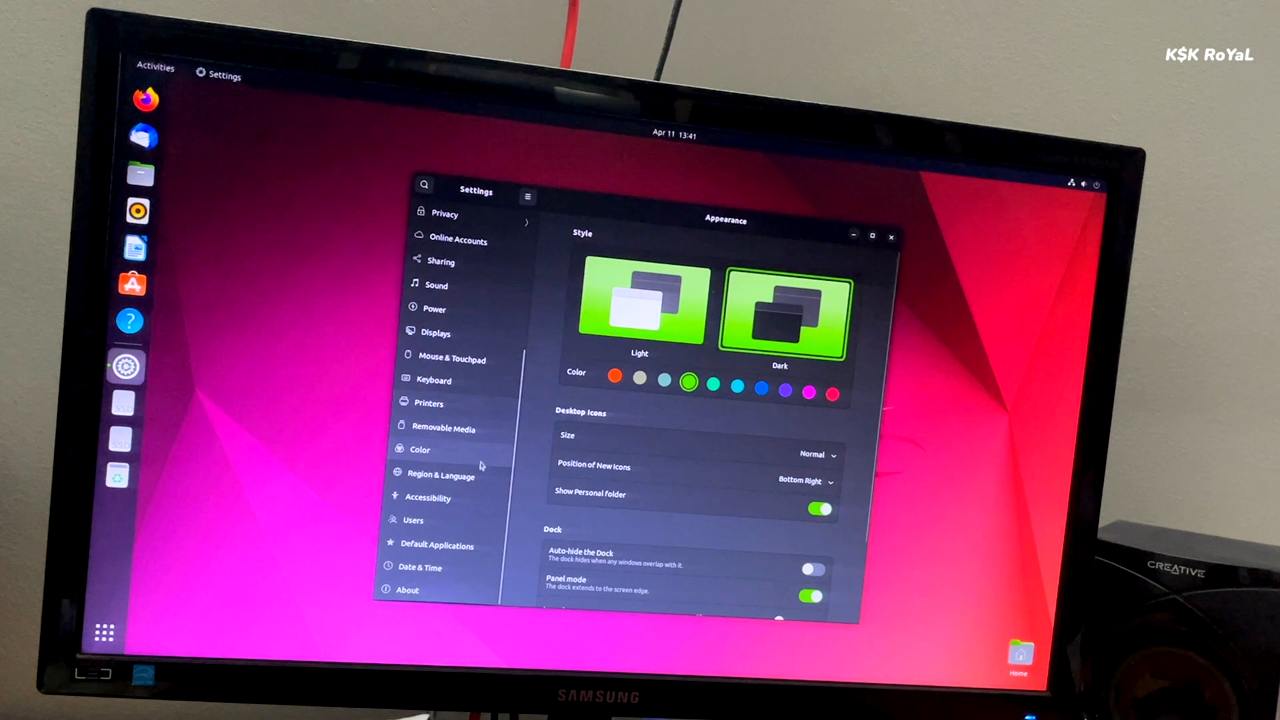 K$K RoYaL
Activities
Settings
Apr 11 13:41
Settings
Appearance
Privacy
Online Accounts
Sharing
Sound
Power
Displays
Mouse & Touchpad
Keyboard
Printers
Removable Media
Color
Region & Language
Accessibility
Users
Default Applications
Date & Time
About
Style
Light
Dark
Color
Desktop Icons
Size
Normal
Position of New Icons
Bottom Right
Show Personal folder
Dock
Auto-hide the Dock
The dock hides when any windows overlap with it.
Panel mode
The dock extends to the screen edge.
Home
SAMSUNG
CREATIVE